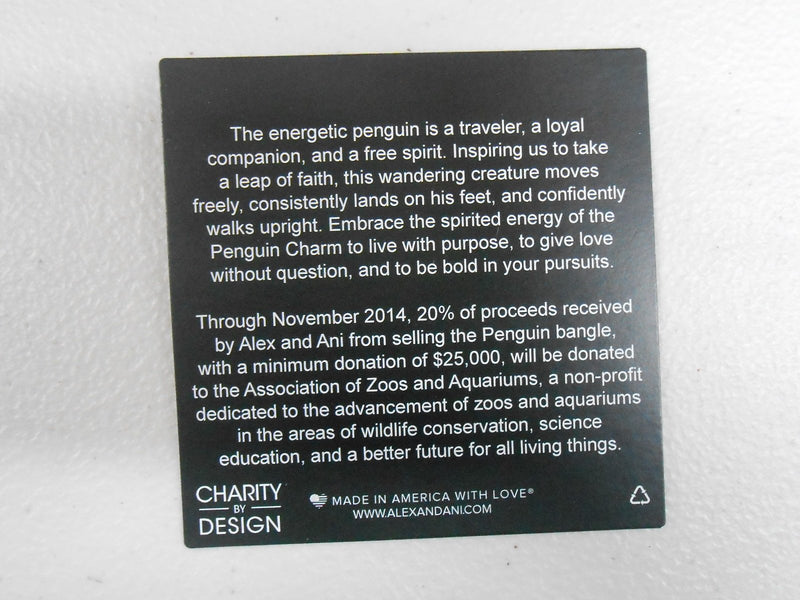 The energetic penguin is a traveler, a loyal
companion, and a free spirit. Inspiring us to take
a leap of faith, this wandering creature moves
freely, consistently lands on his feet, and confidently
walks upright. Embrace the spirited energy of the
Penguin Charm to live with purpose, to give love
without question, and to be bold in your pursuits.
Through November 2014, 20% of proceeds received
by Alex and Ani from selling the Penguin bangle,
with a minimum donation of $25,000, will be donated
to the Association of Zoos and Aquariums, a non-profit
dedicated to the advancement of zoos and aquariums
in the areas of wildlife conservation, science
education, and a better future for all living things.
CHARITY
BY
DESIGN
MADE IN AMERICA WITH LOVE®
WWW.ALEXANDANI.COM